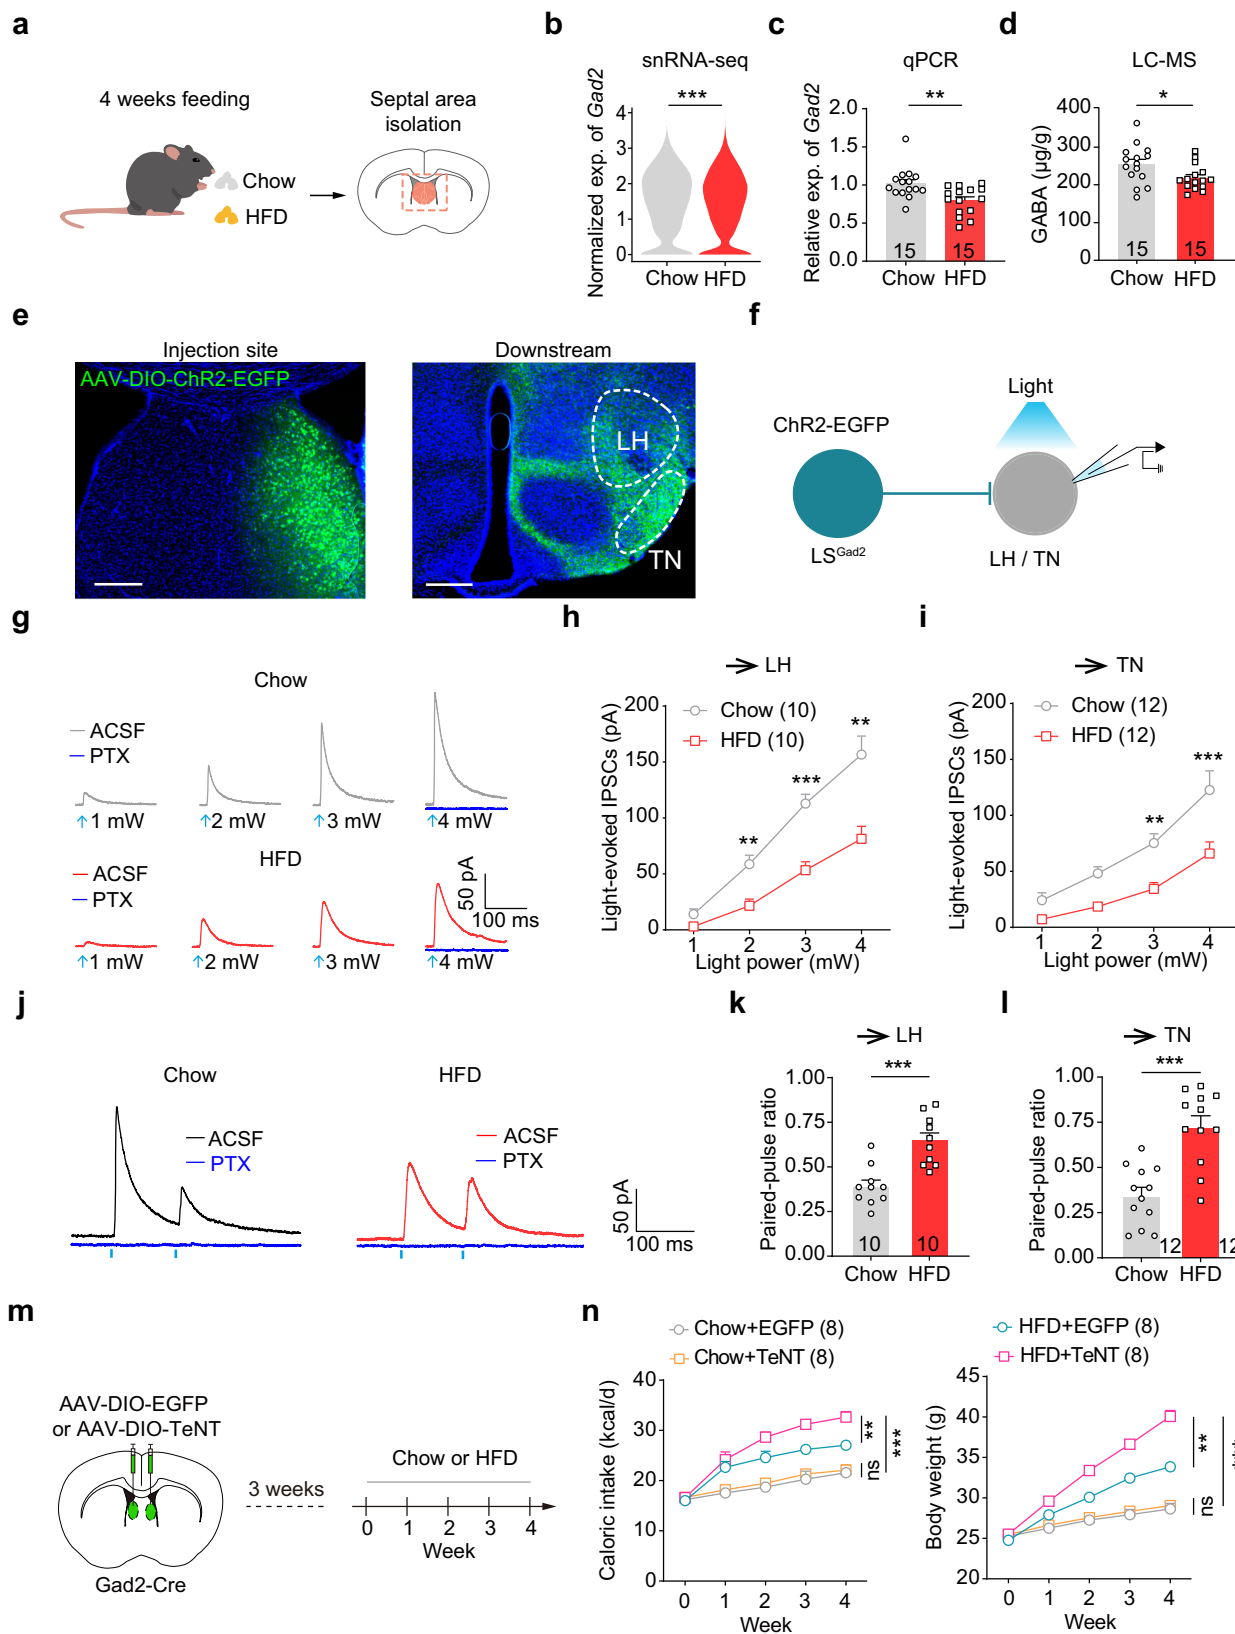 a
4 weeks feeding
Chow
HFD
Septal area
isolation
b
snRNA-seq
***
Normalized exp. of Gad2
4
3
2
1
0
Chow HFD
c
qPCR
**
Relative exp. of Gad2
2.0
1.5
1.0
0.5
0.0
15 15
Chow HFD
d
LC-MS
*
GABA (µg/g)
400
300
200
100
0
15 15
Chow HFD
e
Injection site
AAV-DIO-ChR2-EGFP
Downstream
LH
TN
f
Light
ChR2-EGFP
LSGad2
LH / TN
g
Chow
ACSF
PTX
1 mW
2 mW
3 mW
4 mW
HFD
ACSF
PTX
50 pA
100 ms
1 mW
2 mW
3 mW
4 mW
h
LH
Chow (10)
HFD (10)
Light-evoked IPSCs (pA)
200
150
100
50
0
**
***
**
1 2 3 4
Light power (mW)
i
TN
Chow (12)
HFD (12)
Light-evoked IPSCs (pA)
200
150
100
50
0
**
***
1 2 3 4
Light power (mW)
j
Chow
ACSF
PTX
HFD
ACSF
PTX
50 pA
100 ms
k
LH
***
Paired-pulse ratio
1.00
0.75
0.50
0.25
0.00
10 10
Chow HFD
l
TN
***
Paired-pulse ratio
1.00
0.75
0.50
0.25
0.00
12 12
Chow HFD
m
AAV-DIO-EGFP
or AAV-DIO-TeNT
Gad2-Cre
3 weeks
Chow or HFD
0 1 2 3 4
Week
n
Chow+EGFP (8)
Chow+TeNT (8)
HFD+EGFP (8)
HFD+TeNT (8)
Caloric intake (kcal/d)
40
30
20
10
0
ns
**
***
0 1 2 3 4
Week
Body weight (g)
45
40
35
30
25
20
ns
**
***
0 1 2 3 4
Week